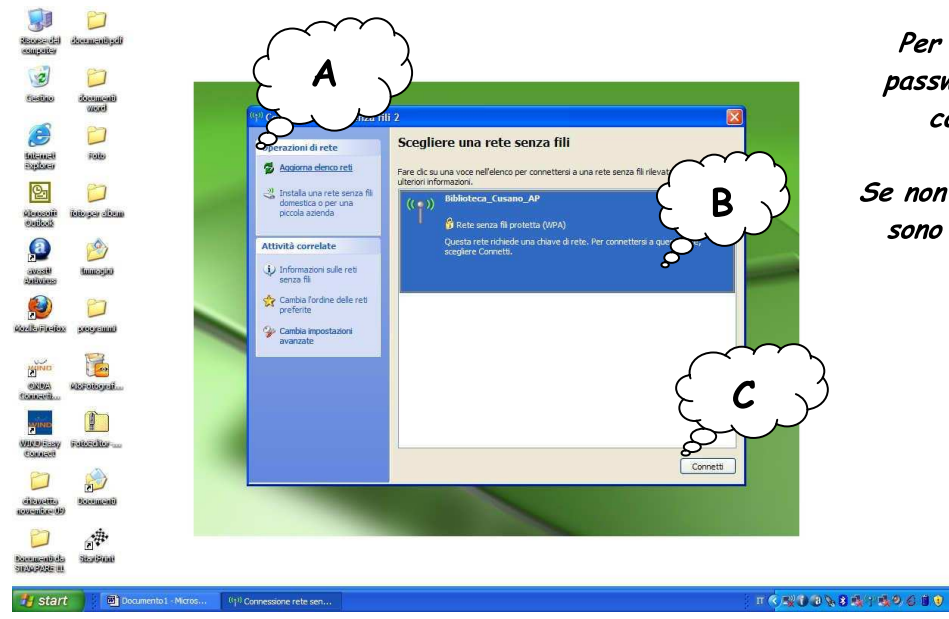 Risorse del computer
documenti pdf
Cestino
documenti word
Internet Explorer
Foto
Microsoft Outlook
foto per album
avast! Antivirus
Immagini
Mozilla Firefox
programmi
ONDA Connecti...
MioFotograf...
WIND Easy Connect
FotoEditor ...
chiavetta novembre 09
Documenti
Documenti da
StartPrint
A
fili 2
Operazioni di rete
Aggiorna elenco reti
Installa una rete senza fili
domestica o per una
piccola azienda
Attività correlate
Informazioni sulle reti
senza fili
Cambia l'ordine delle reti
preferite
Cambia impostazioni
avanzate
Scegliere una rete senza fili
Fare clic su una voce nell'elenco per connettersi a una rete senza fili
ulteriori informazioni.
Biblioteca_Cusano_AP
Rete senza fili protetta (WPA)
Questa rete richiede una chiave di rete. Per connettersi a
scegliere Connetti.
B
C
Connetti
Per
passw
co
Se non
sono
start
Documento1 - Micros...
Connessione rete sen...
IT